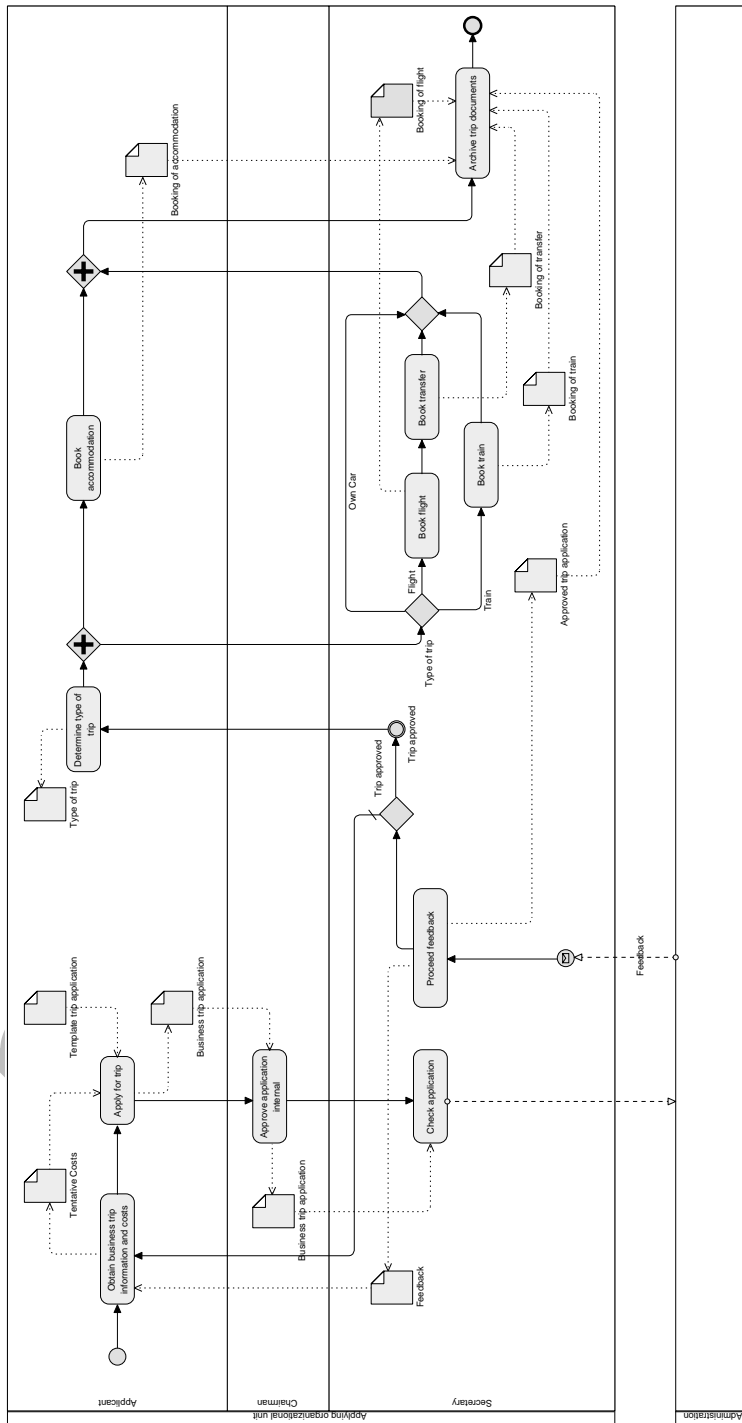 Applying organizational unit
Applicant
Chairman
Secretary
Administration
Obtain business trip
information and costs
Tentative Costs
Apply for trip
Template trip application
Business trip application
Approve application
internal
Business trip application
Check application
Feedback
Proceed feedback
Feedback
Trip approved
Trip approved
Approved trip application
Type of trip
Determine type of
trip
Type of trip
Own Car
Flight
Train
Book
accommodation
Book flight
Book transfer
Book train
Booking of accommodation
Booking of flight
Booking of transfer
Booking of train
Archive trip documents